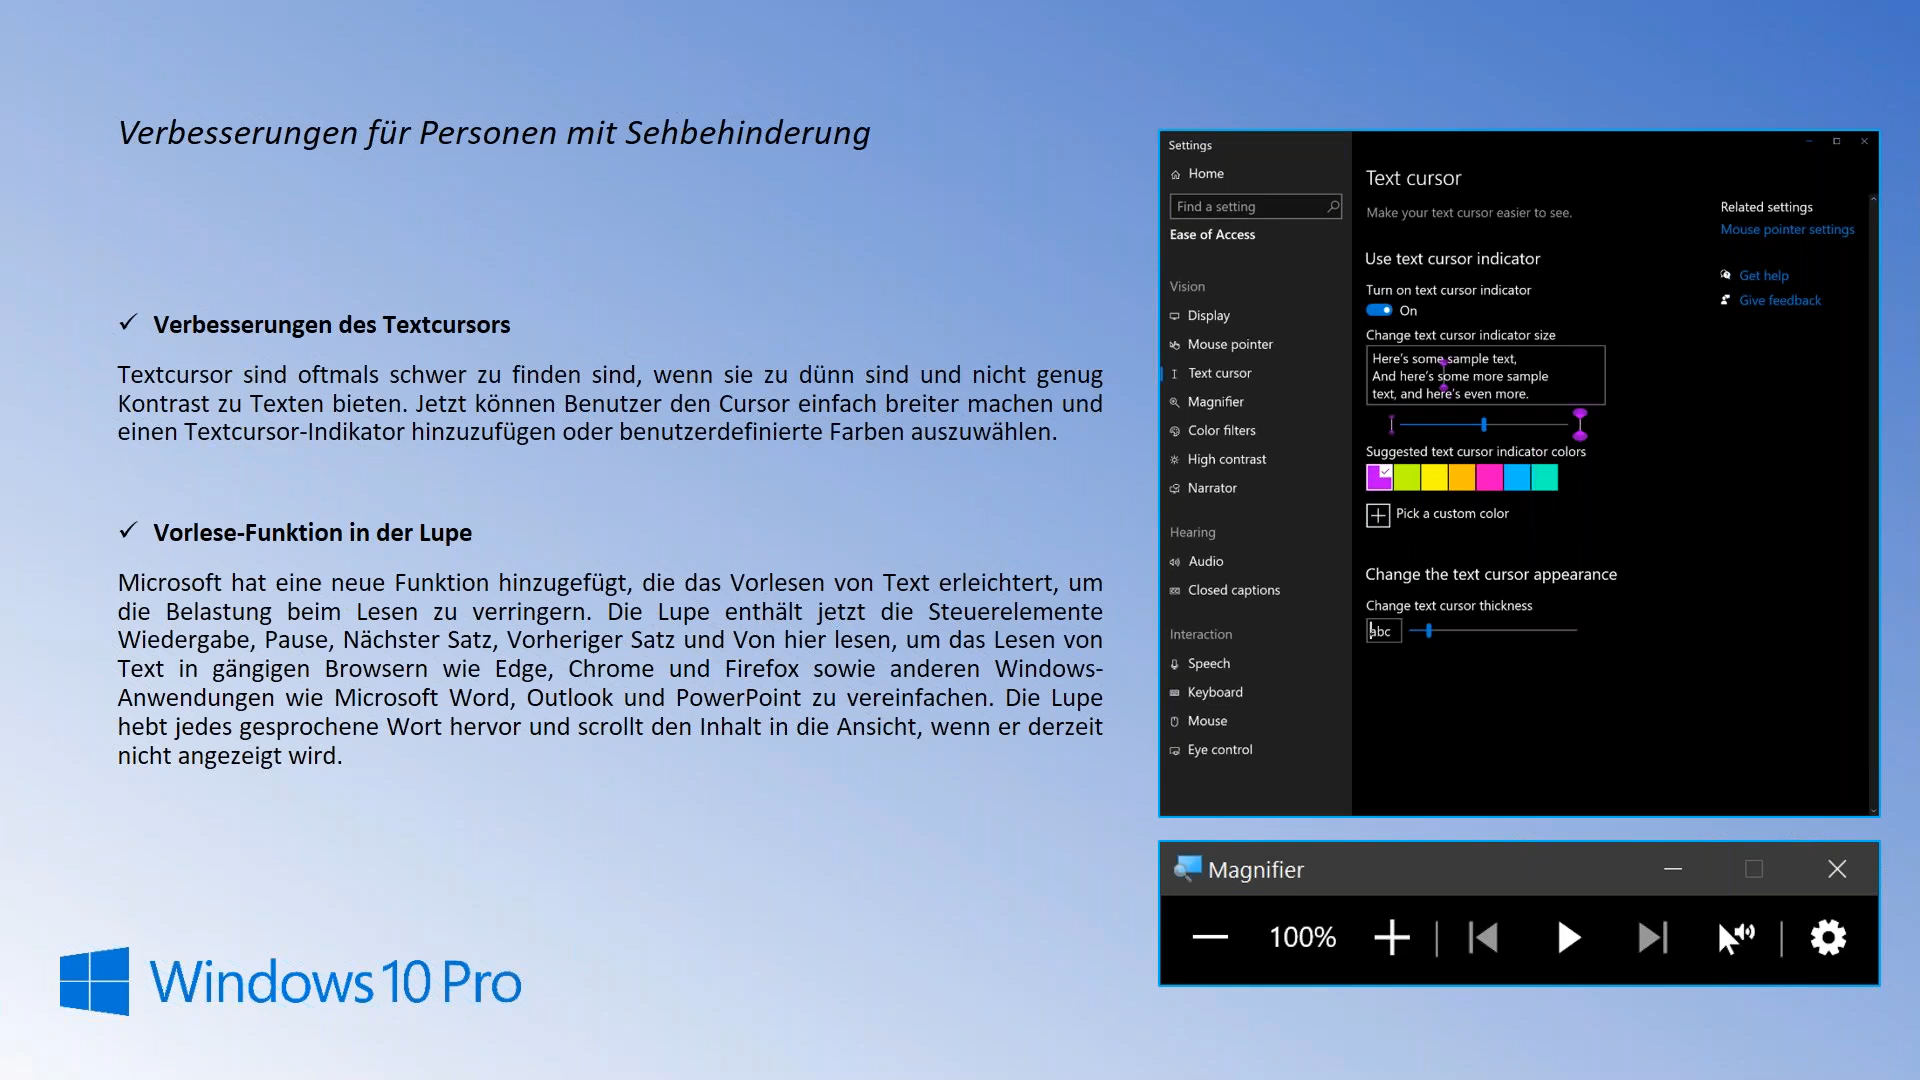 Verbesserungen für Personen mit Sehbehinderung
✓ Verbesserungen des Textcursors
Textcursor sind oftmals schwer zu finden sind, wenn sie zu dünn sind und nicht genug
Kontrast zu Texten bieten. Jetzt können Benutzer den Cursor einfach breiter machen und
einen Textcursor-Indikator hinzuzufügen oder benutzerdefinierte Farben auszuwählen.
✓ Vorlese-Funktion in der Lupe
Microsoft hat eine neue Funktion hinzugefügt, die das Vorlesen von Text erleichtert, um
die Belastung beim Lesen zu verringern. Die Lupe enthält jetzt die Steuerelemente
Wiedergabe, Pause, Nächster Satz, Vorheriger Satz und Von hier lesen, um das Lesen von
Text in gängigen Browsern wie Edge, Chrome und Firefox sowie anderen Windows-
Anwendungen wie Microsoft Word, Outlook und PowerPoint zu vereinfachen. Die Lupe
hebt jedes gesprochene Wort hervor und scrollt den Inhalt in die Ansicht, wenn er derzeit
nicht angezeigt wird.
Windows 10 Pro
Settings
Home
Find a setting
Ease of Access
Vision
Display
Mouse pointer
Text cursor
Magnifier
Color filters
High contrast
Narrator
Hearing
Audio
Closed captions
Interaction
Speech
Keyboard
Mouse
Eye control
Text cursor
Make your text cursor easier to see.
Use text cursor indicator
Turn on text cursor indicator
On
Change text cursor indicator size
Here's some sample text,
And here's some more sample
text, and here's even more.
Suggested text cursor indicator colors
Pick a custom color
Change the text cursor appearance
Change text cursor thickness
abc
Related settings
Mouse pointer settings
Get help
Give feedback
Magnifier
100%